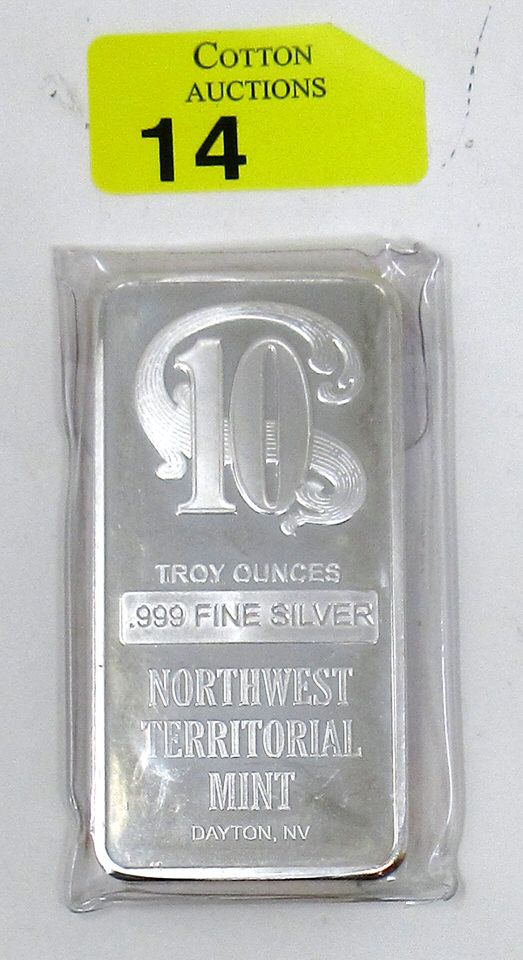 COTTON
AUCTIONS
14
10
TROY OUNCES
.999 FINE SILVER
NORTHWEST
TERRITORIAL
MINT
DAYTON, NV